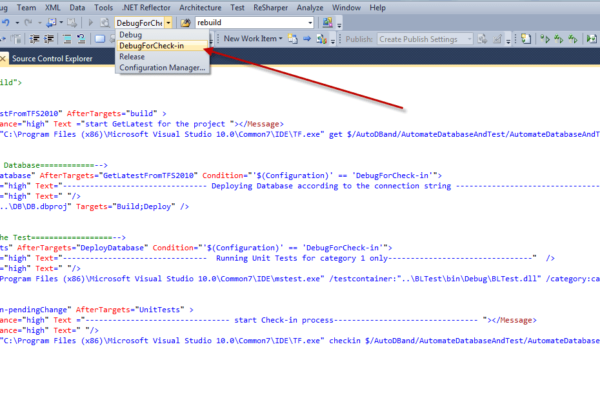 ug Team XML Data Tools .NET Reflector Architecture Test ReSharper Analyze Window Help
DebugForChe rebuild
Debug
New Work Item Publish: Create Publish Settings
DebugForCheck-in
Source Control Explorer
Release
Configuration Manager...
ild">
stFromTFS2010" AfterTargets="build" >
ance="high" Text ="start GetLatest for the project "></Message>
"C:\Program Files (x86)\Microsoft Visual Studio 10.0\Common7\IDE\TF.exe" get $/AutoDBand/AutomateDatabaseAndTest/AutomateDatabaseAnd
Database============-->
atabase" AfterTargets="GetLatestFromTFS2010" Condition="'$(Configuration)' == 'DebugForCheck-in'">
="high" Text="-------------------------------- Deploying Database according to the connection string --------------------------------
="high" Text=" "/>
..\DB\DB.dbproj" Targets="Build;Deploy" />
he Test==================-->
ts" AfterTargets="DeployDatabase" Condition="'$(Configuration)' == 'DebugForCheck-in'">
="high" Text="-------------------------------- Running Unit Tests for category 1 only--------------------------------" />
="high" Text=" "/>
Program Files (x86)\Microsoft Visual Studio 10.0\Common7\IDE\mstest.exe" /testcontainer:"..\BLTest\bin\Debug\BLTest.dll" /category:ca
n-pendingChange" AfterTargets="UnitTests" >
ance="high" Text ="-------------------------------- start Check-in process-------------------------------- "></Message>
ance="high" Text=" "/>
"C:\Program Files (x86)\Microsoft Visual Studio 10.0\Common7\IDE\TF.exe" checkin $/AutoDBand/AutomateDatabaseAndTest/AutomateDatabase